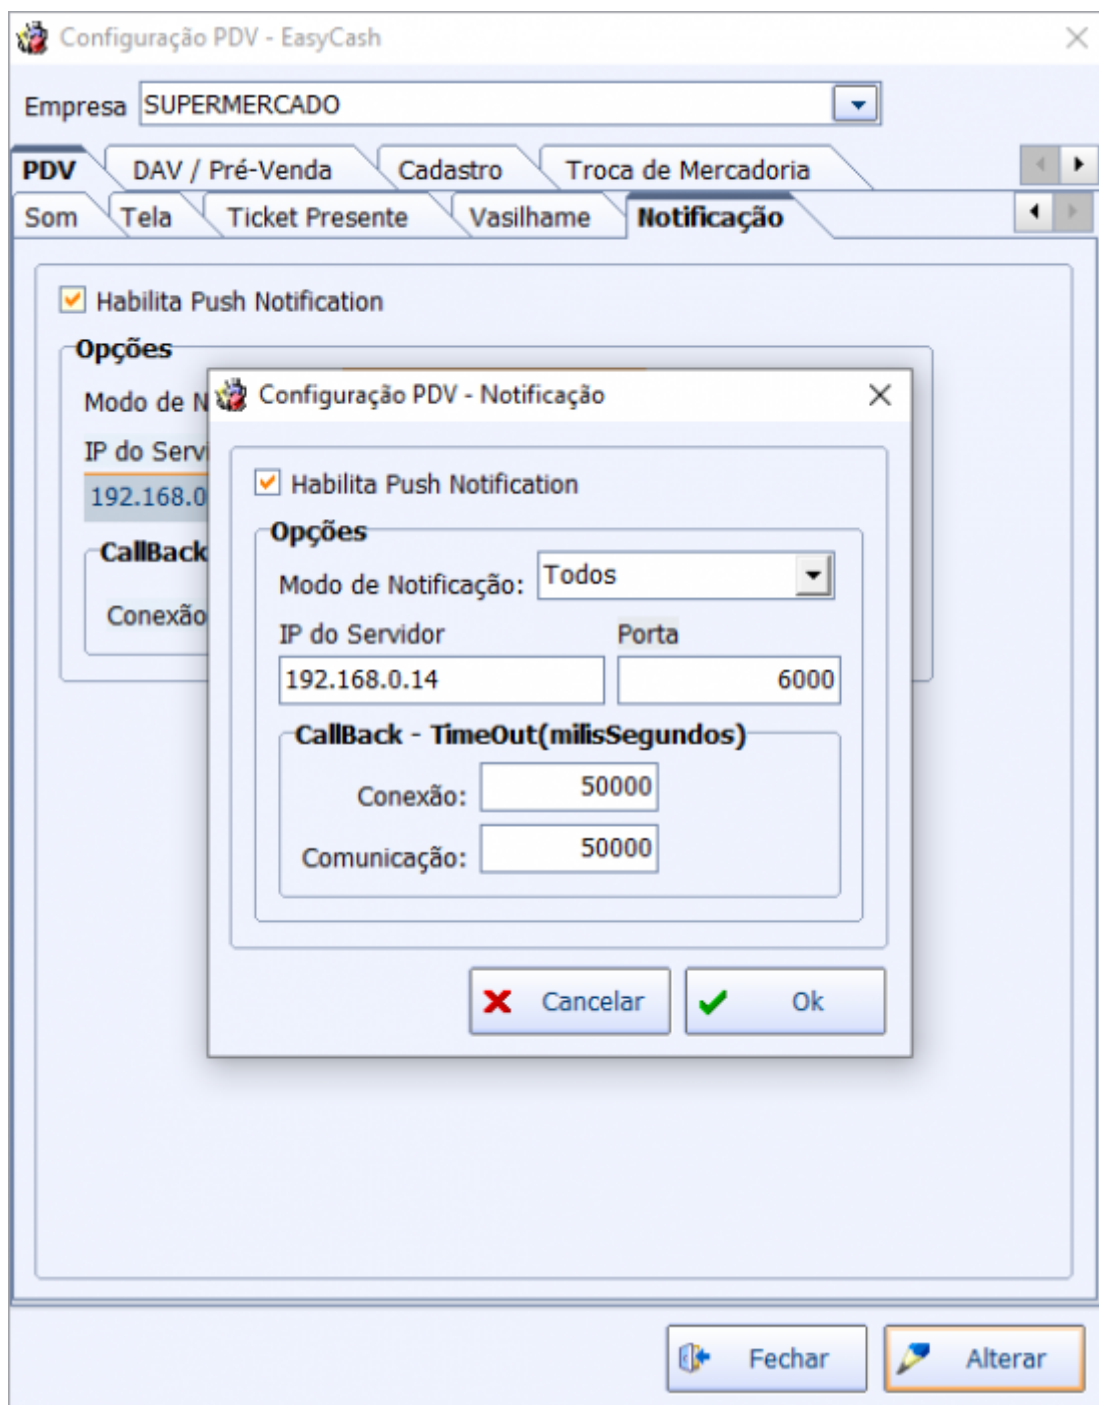 Configuração PDV - EasyCash
Empresa SUPERMERCADO
PDV DAV / Pré-Venda Cadastro Troca de Mercadoria
Som Tela Ticket Presente Vasilhame Notificação
Habilita Push Notification
Opções
Modo de N
IP do Servi
192.168.0
CallBack
Conexão
Configuração PDV - Notificação
Habilita Push Notification
Opções
Modo de Notificação: Todos
IP do Servidor Porta
192.168.0.14 6000
CallBack - TimeOut(milisSegundos)
Conexão: 50000
Comunicação: 50000
Cancelar Ok
Fechar Alterar